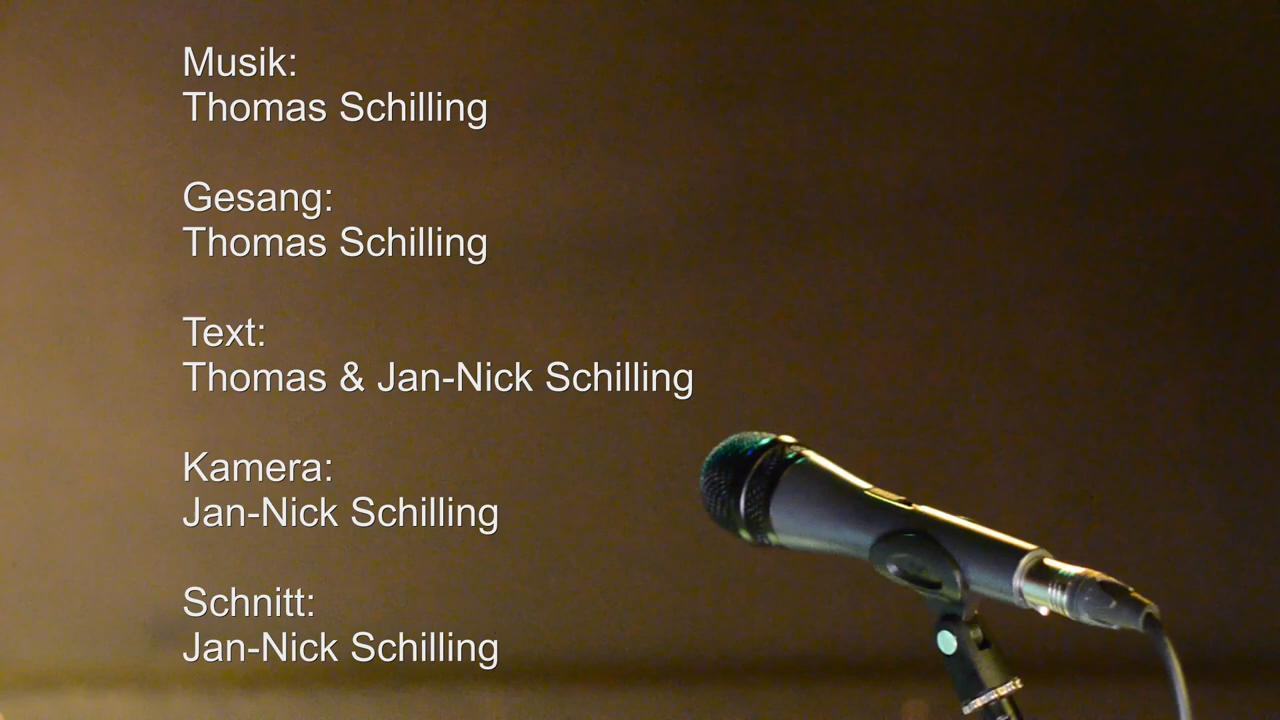 Musik:
Thomas Schilling
Gesang:
Thomas Schilling
Text:
Thomas & Jan-Nick Schilling
Kamera:
Jan-Nick Schilling
Schnitt:
Jan-Nick Schilling